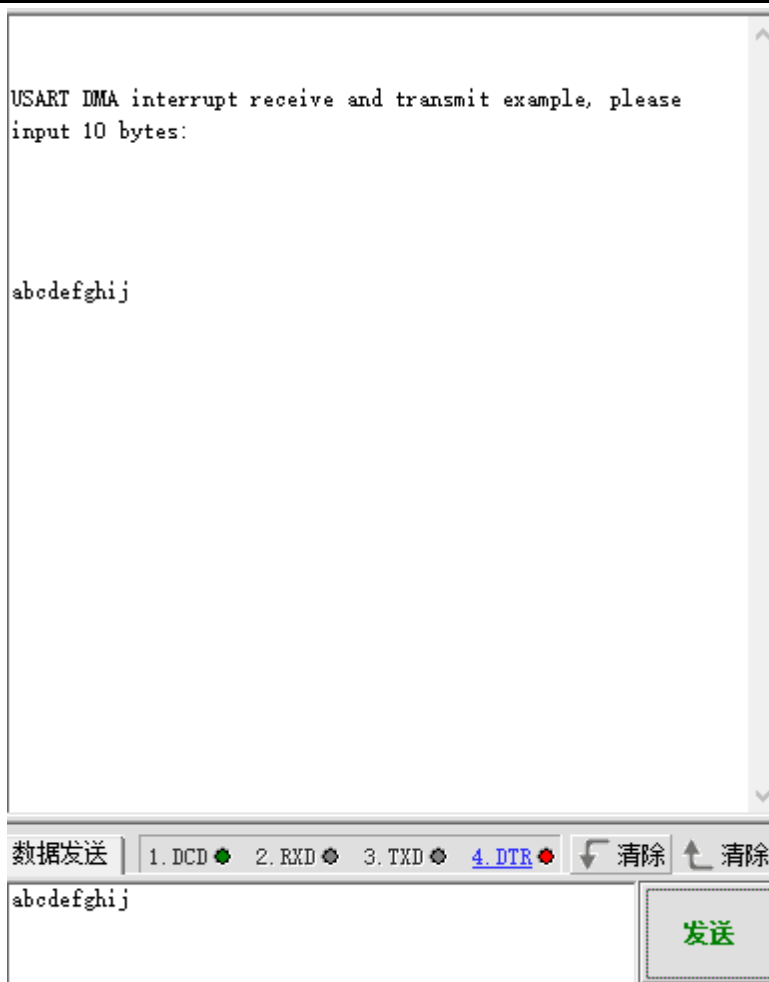 USART DMA interrupt receive and transmit example, please
input 10 bytes:
abcdefghij
数据发送 1.DCD 2.RXD 3.TXD 4.DTR 清除 清除
abcdefghij
发送